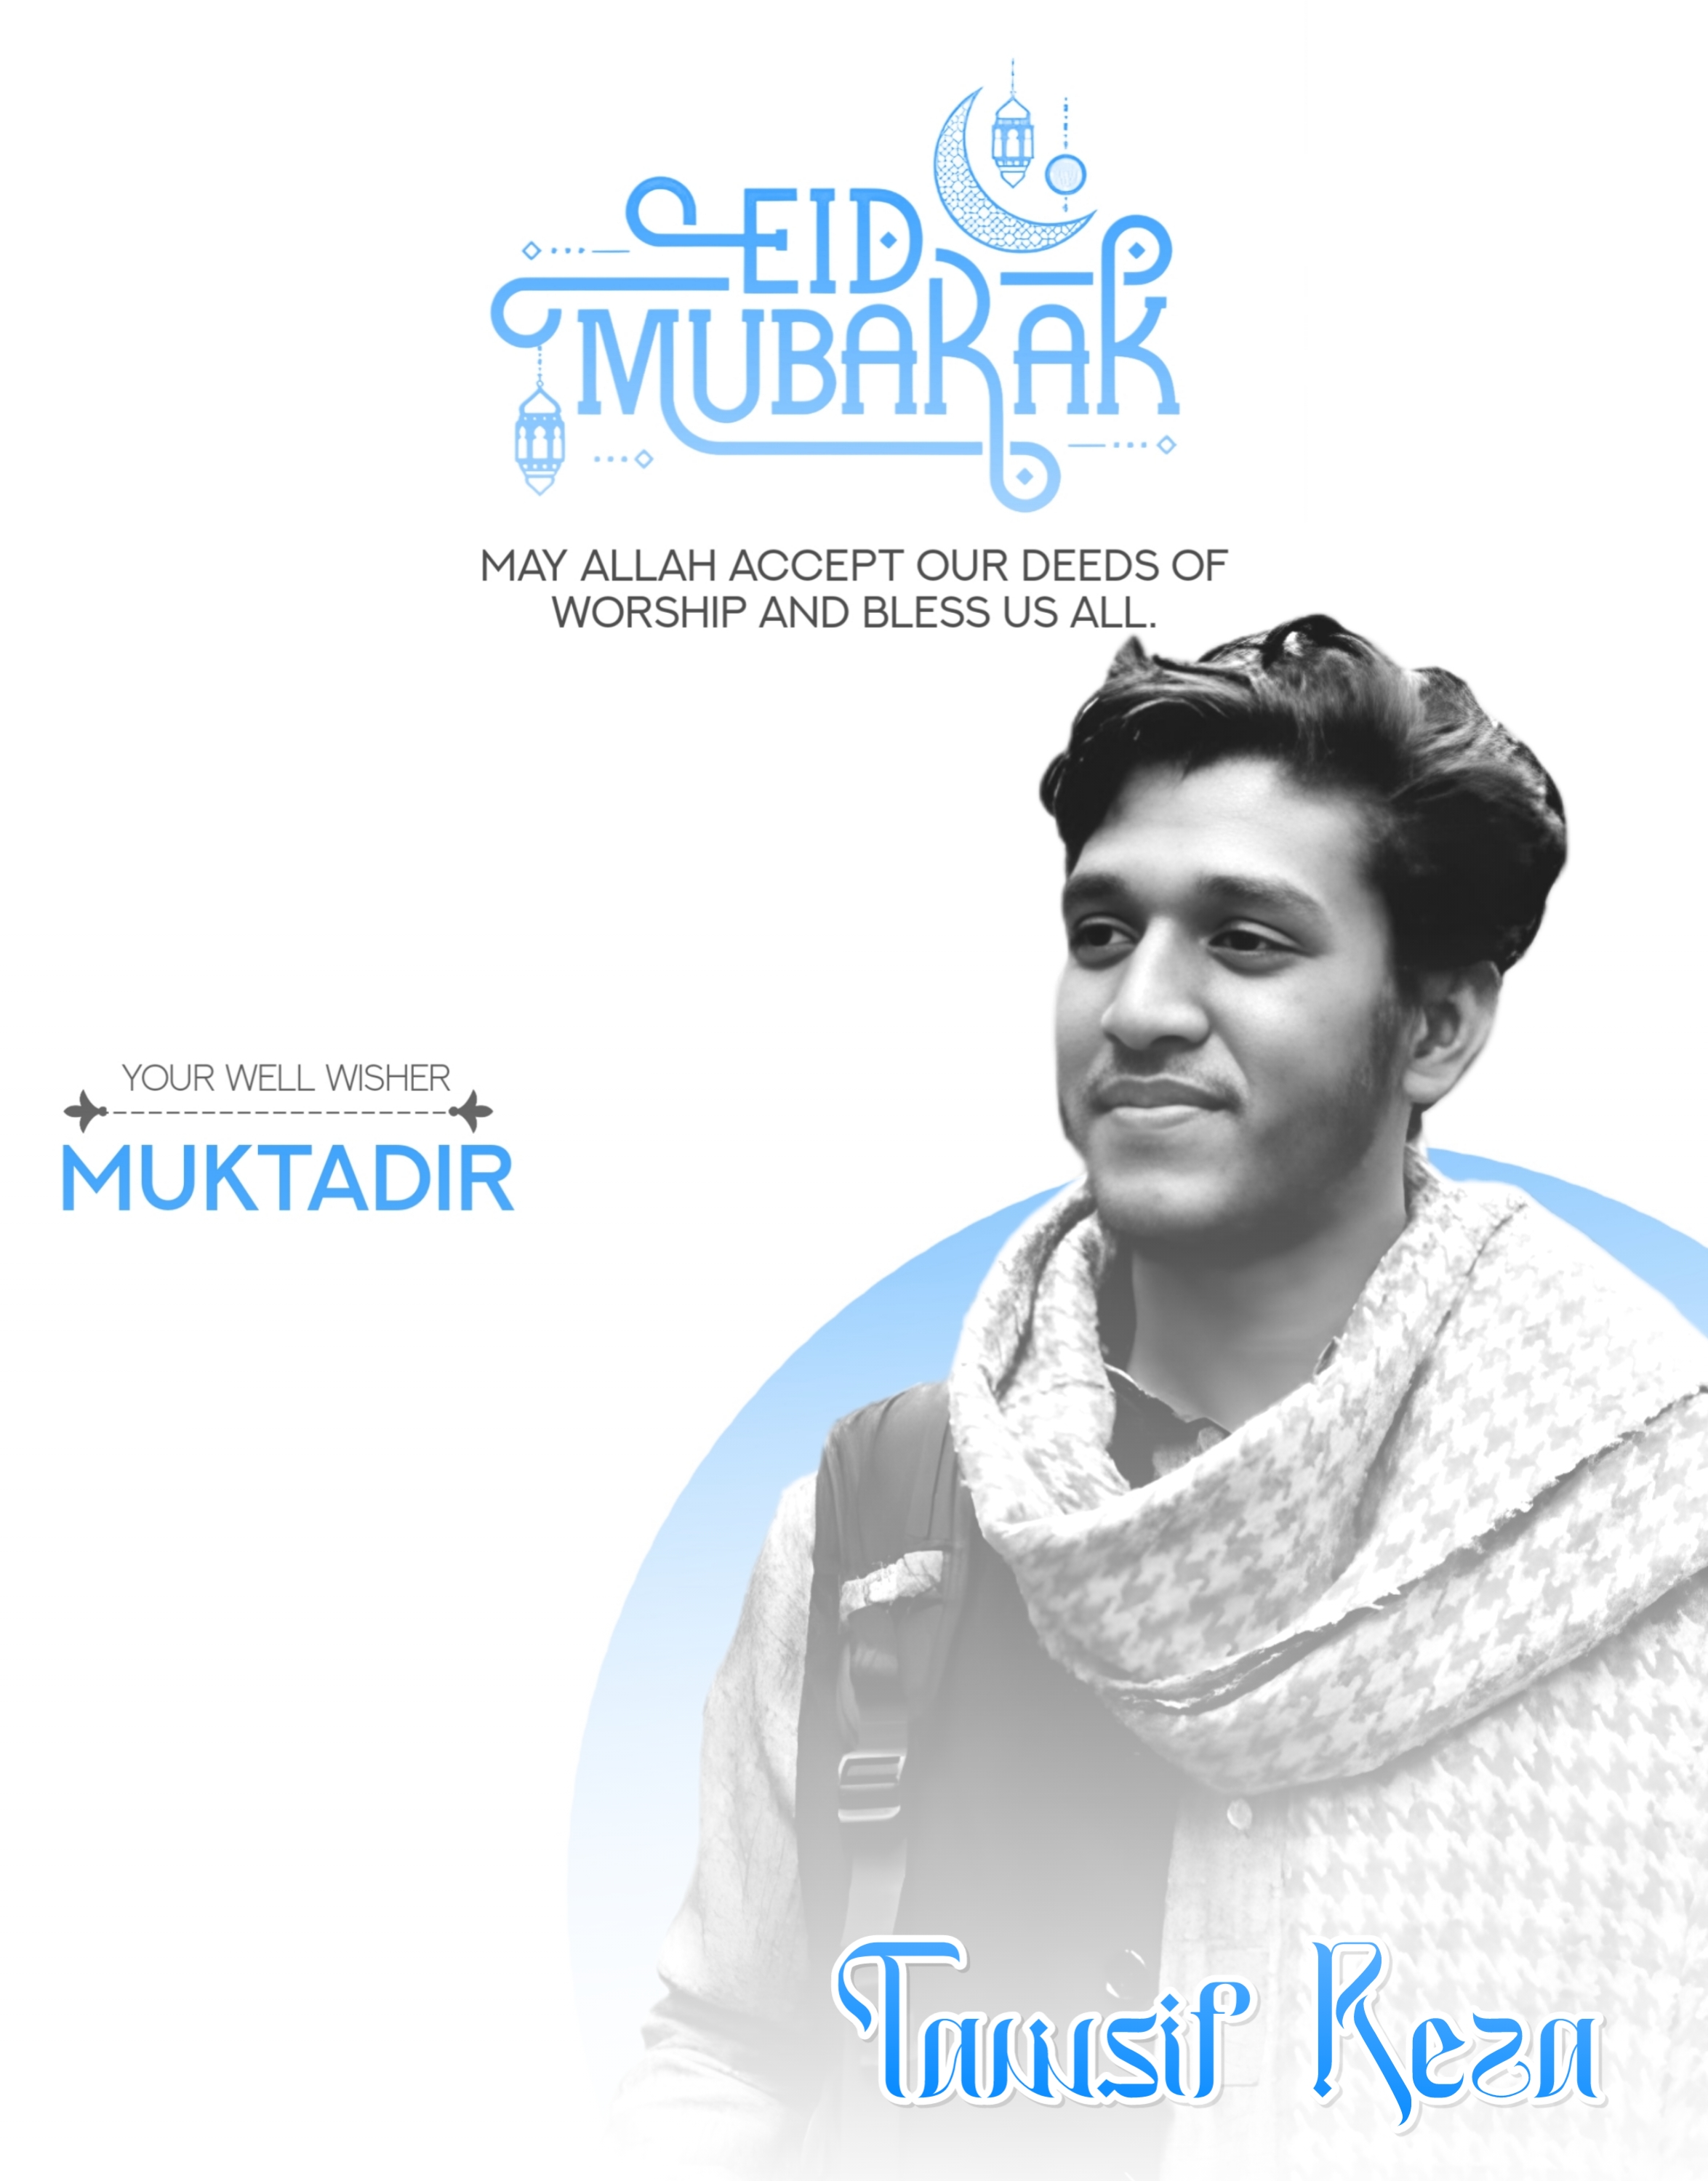 EID
MUBARAK
MAY ALLAH ACCEPT OUR DEEDS OF
WORSHIP AND BLESS US ALL.
YOUR WELL WISHER
MUKTADIR
Tawsif Reza